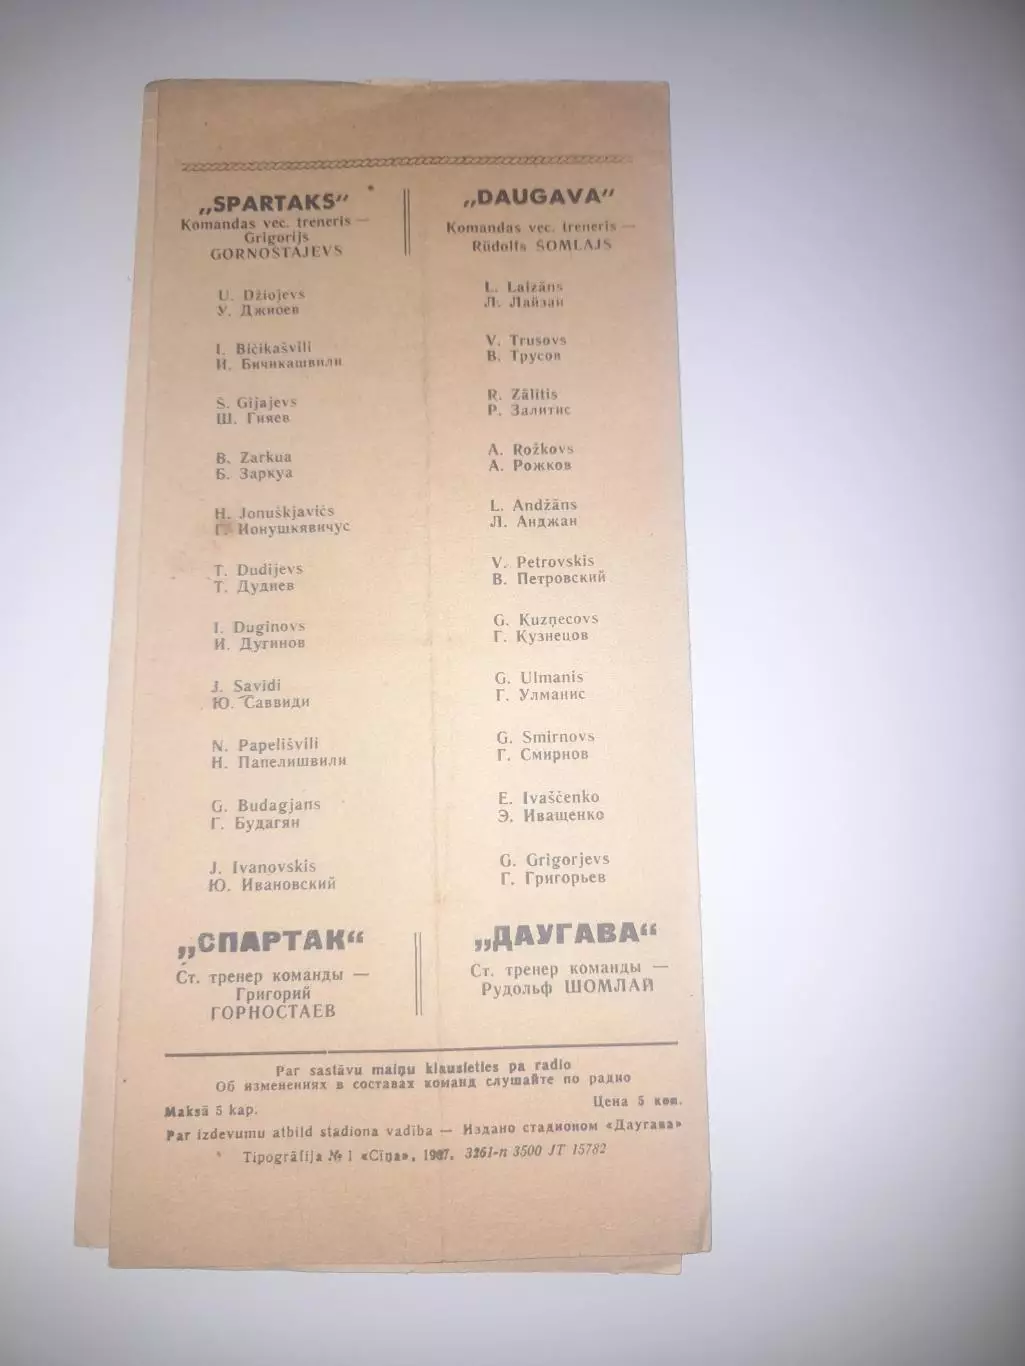 „SPARTAKS"
Komandas vec. treneris —
Grigorijs
GORNOSTAJEVS
U. Džiojevs
У. Джиоев
I. Bičikašvili
И. Бичикашвили
S. Gijajevs
Ш. Гияев
B. Zarkua
Б. Заркуа
H. Jonuškjavičs
Г. Ионушкявичус
T. Dudijevs
Т. Дудиев
I. Duginovs
И. Дугинов
J. Savidi
Ю. Саввиди
N. Papelišvili
Н. Папелишвили
G. Budagjans
Г. Будагян
J. Ivanovskis
Ю. Ивановский
„СПАРТАК"
Ст. тренер команды —
Григорий
ГОРНОСТАЕВ
„DAUGAVA"
Komandas vec. treneris —
Rūdolfs ŠOMLAJS
L. Laizāns
Л. Лайзан
V. Trusovs
В. Трусов
R. Zālītis
Р. Залитис
A. Rožkovs
А. Рожков
L. Andžāns
Л. Анджан
V. Petrovskis
В. Петровский
G. Kuzņecovs
Г. Кузнецов
G. Ulmanis
Г. Улманис
G. Smirnovs
Г. Смирнов
E. Ivaščenko
Э. Иващенко
G. Grigorjevs
Г. Григорьев
„ДАУГАВА"
Ст. тренер команды —
Рудольф ШОМЛАЙ
Par sastāvu maiņu klausieties pa radio
Об изменениях в составах команд слушайте по радио
Maksā 5 kap. Цена 5 коп.
Par izdevumu atbild stadiona vadība — Издано стадионом «Даугава»
Tipogrāfija № 1 «Cīņa», 1967. 3261-n 3500 JT 15782